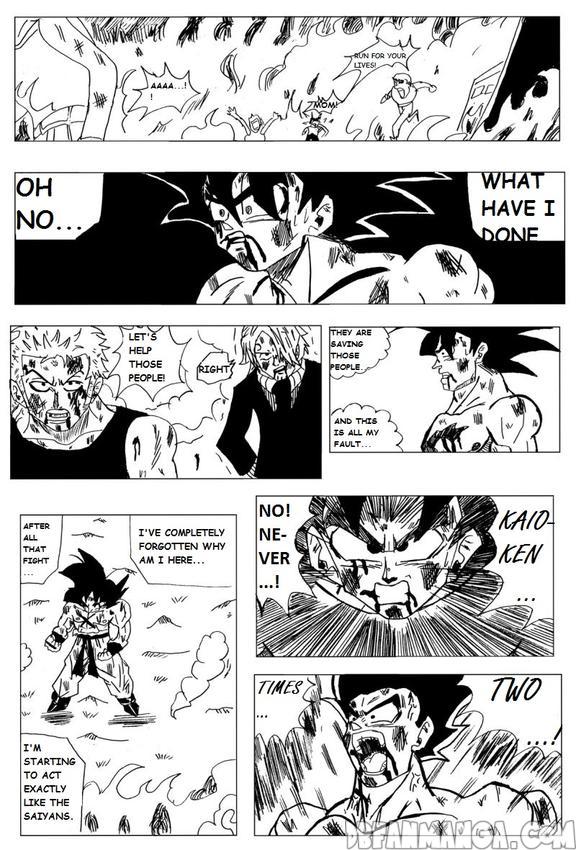 AAAA...!
!
MOM!
RUN FOR YOUR
LIVES!
OH
NO...
WHAT
HAVE I
DONE
LET'S
HELP
THOSE
PEOPLE!
RIGHT
THEY ARE
SAVING
THOSE
PEOPLE.
AND THIS
IS ALL MY
FAULT...
AFTER
ALL
THAT
FIGHT
...
I'VE COMPLETELY
FORGOTTEN WHY
AM I HERE...
I'M
STARTING
TO ACT
EXACTLY
LIKE THE
SAIYANS.
NO!
NE-
VER
...!
KAIO-
KEN
...
TIMES
...
TWO
....!
DBFANMANGA.COM